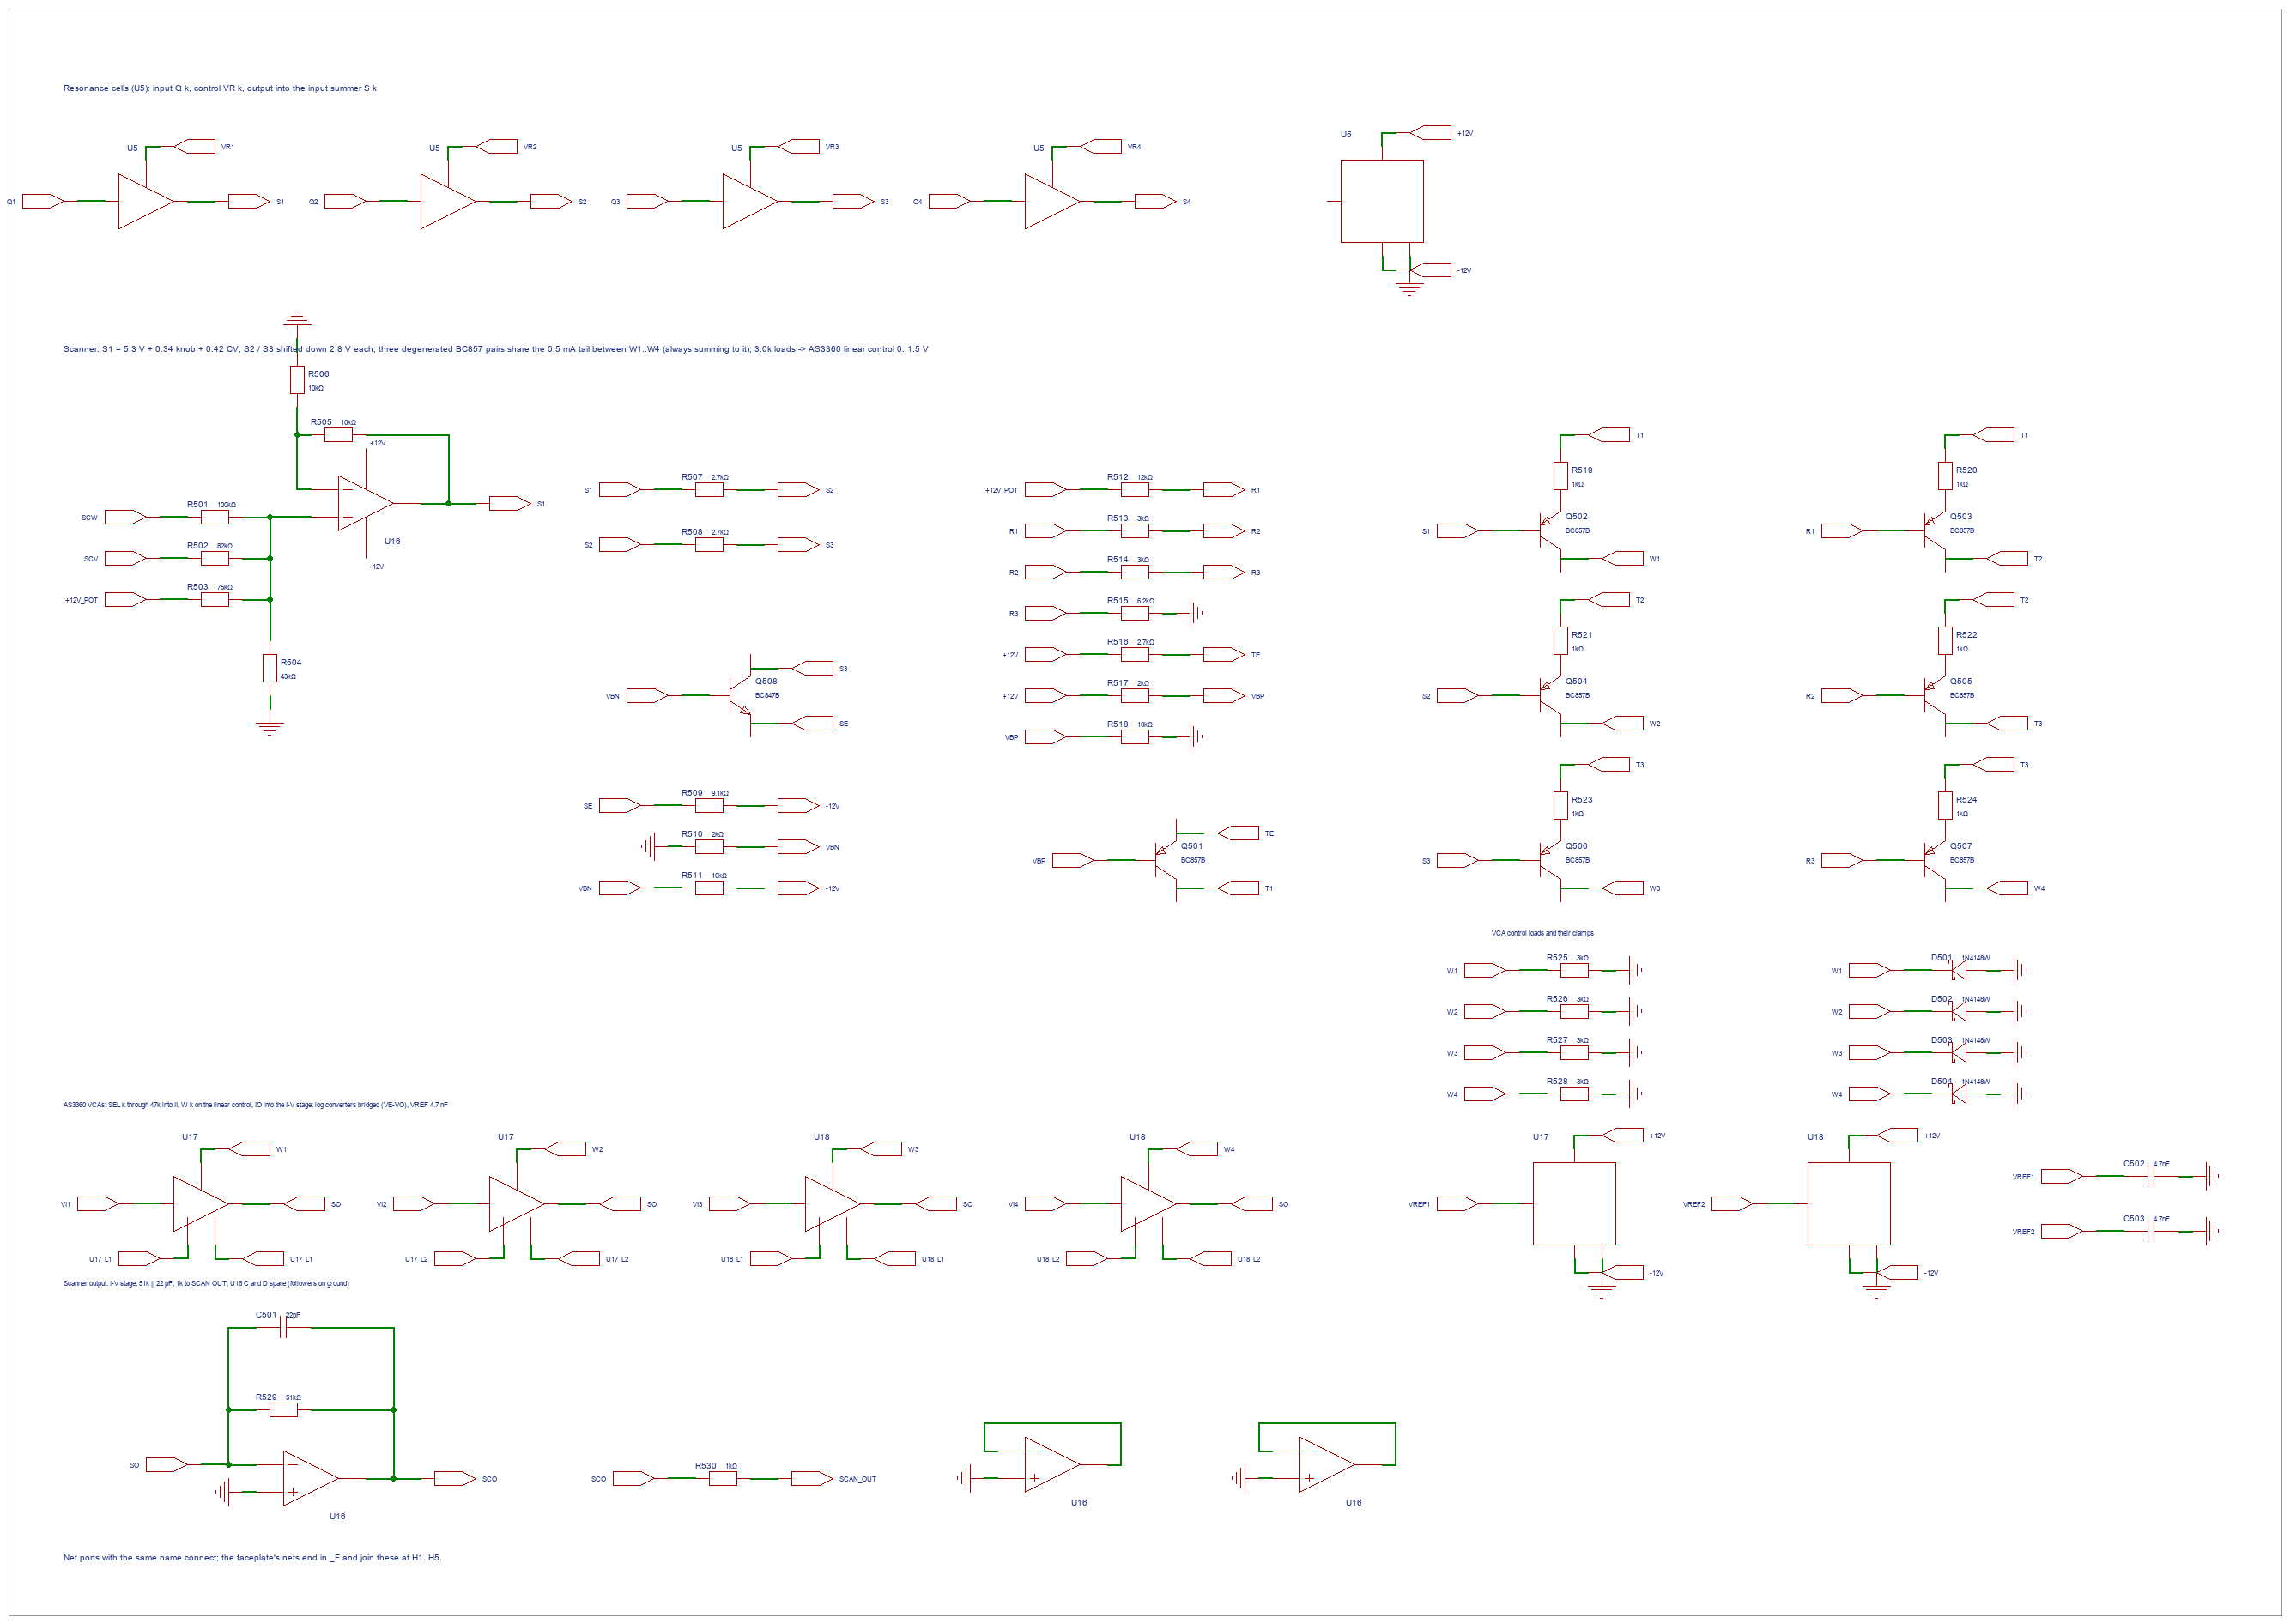 Resonance cells (U5): input Q k, control VR k, output into the input summer S k
U5 VR1 U5 VR2 U5 VR3 U5 VR4 U5 +12V
Q1 S1 Q2 S2 Q3 S3 Q4 S4
-12V
Scanner: S1 = 5.3 V + 0.34 knob + 0.42 CV; S2 / S3 shifted down 2.8 V each; three degenerated BC857 pairs share the 0.5 mA tail between W1..W4 (always summing to it); 3.0k loads -> AS3360 linear control 0..1.5 V
R506
10kΩ
R505 10kΩ
+12V
SCW R501 100kΩ
SCV R502 82kΩ
+12V_POT R503 75kΩ
R504
43kΩ
U16
-12V
S1
S1 R507 2.7kΩ S2
S2 R508 2.7kΩ S3
VBN Q508 S3
BC847B
SE
SE R509 9.1kΩ -12V
R510 2kΩ VBN
VBN R511 10kΩ -12V
+12V_POT R512 12kΩ R1
R1 R513 3kΩ R2
R2 R514 3kΩ R3
R3 R515 6.2kΩ
+12V R516 2.7kΩ TE
+12V R517 2kΩ VBP
VBP R518 10kΩ
TE
VBP Q501
BC857B
T1
T1
R519
1kΩ
S1 Q502
BC857B
W1
T1
R520
1kΩ
R1 Q503
BC857B
T2
T2
R521
1kΩ
S2 Q504
BC857B
W2
T2
R522
1kΩ
R2 Q505
BC857B
T3
T3
R523
1kΩ
S3 Q506
BC857B
W3
T3
R524
1kΩ
R3 Q507
BC857B
W4
VCA control loads and their clamps
W1 R525 3kΩ W1 D501 1N4148W
W2 R526 3kΩ W2 D502 1N4148W
W3 R527 3kΩ W3 D503 1N4148W
W4 R528 3kΩ W4 D504 1N4148W
AS3360 VCAs: SEL k through 47k into II, W k on the linear control, IO into the I-V stage; log converters bridged (VE-VO), VREF 4.7 nF
U17 W1 U17 W2 U18 W3 U18 W4 U17 +12V U18 +12V
VI1 SO VI2 SO VI3 SO VI4 SO VREF1 VREF2
U17_L1 U17_L1 U17_L2 U17_L2 U18_L1 U18_L1 U18_L2 U18_L2 -12V -12V
VREF1 C502 4.7nF
VREF2 C503 4.7nF
Scanner output: I-V stage, 51k || 22 pF, 1k to SCAN OUT; U16 C and D spare (followers on ground)
C501 22pF
R529 51kΩ
SO SCO
U16
SCO R530 1kΩ SCAN_OUT
U16 U16
Net ports with the same name connect; the faceplate's nets end in _F and join these at H1..H5.